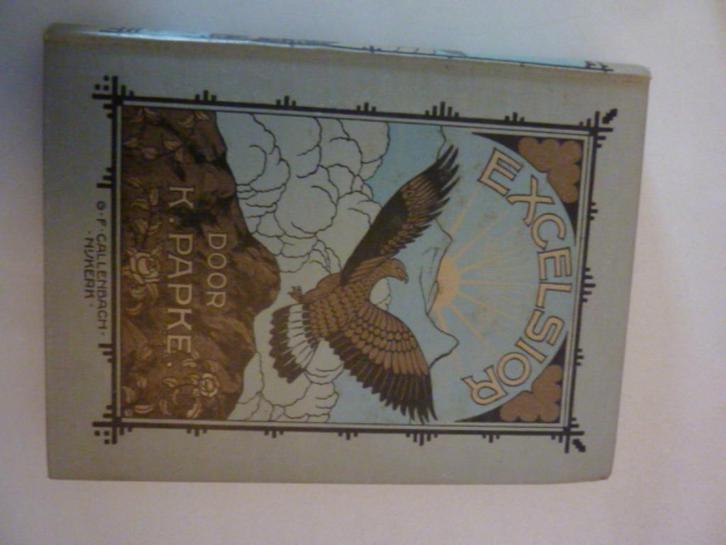 EXCELSIOR
DOOR
K. PAPKE.
G·F·CALLENBACH·
·NIJKERK·